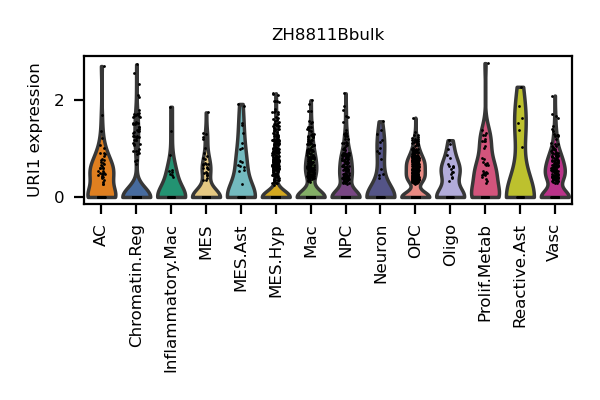 ZH8811Bbulk
URI1 expression
2
0
AC
Chromatin.Reg
Inflammatory.Mac
MES
MES.Ast
MES.Hyp
Mac
NPC
Neuron
OPC
Oligo
Prolif.Metab
Reactive.Ast
Vasc